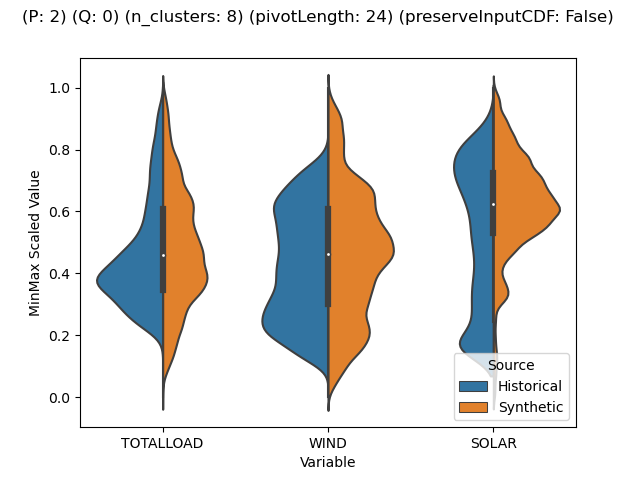 (P: 2) (Q: 0) (n_clusters: 8) (pivotLength: 24) (preserveInputCDF: False)
1.0
0.8
0.6
0.4
0.2
0.0
MinMax Scaled Value
Source
Historical
Synthetic
TOTALLOAD WIND SOLAR
Variable